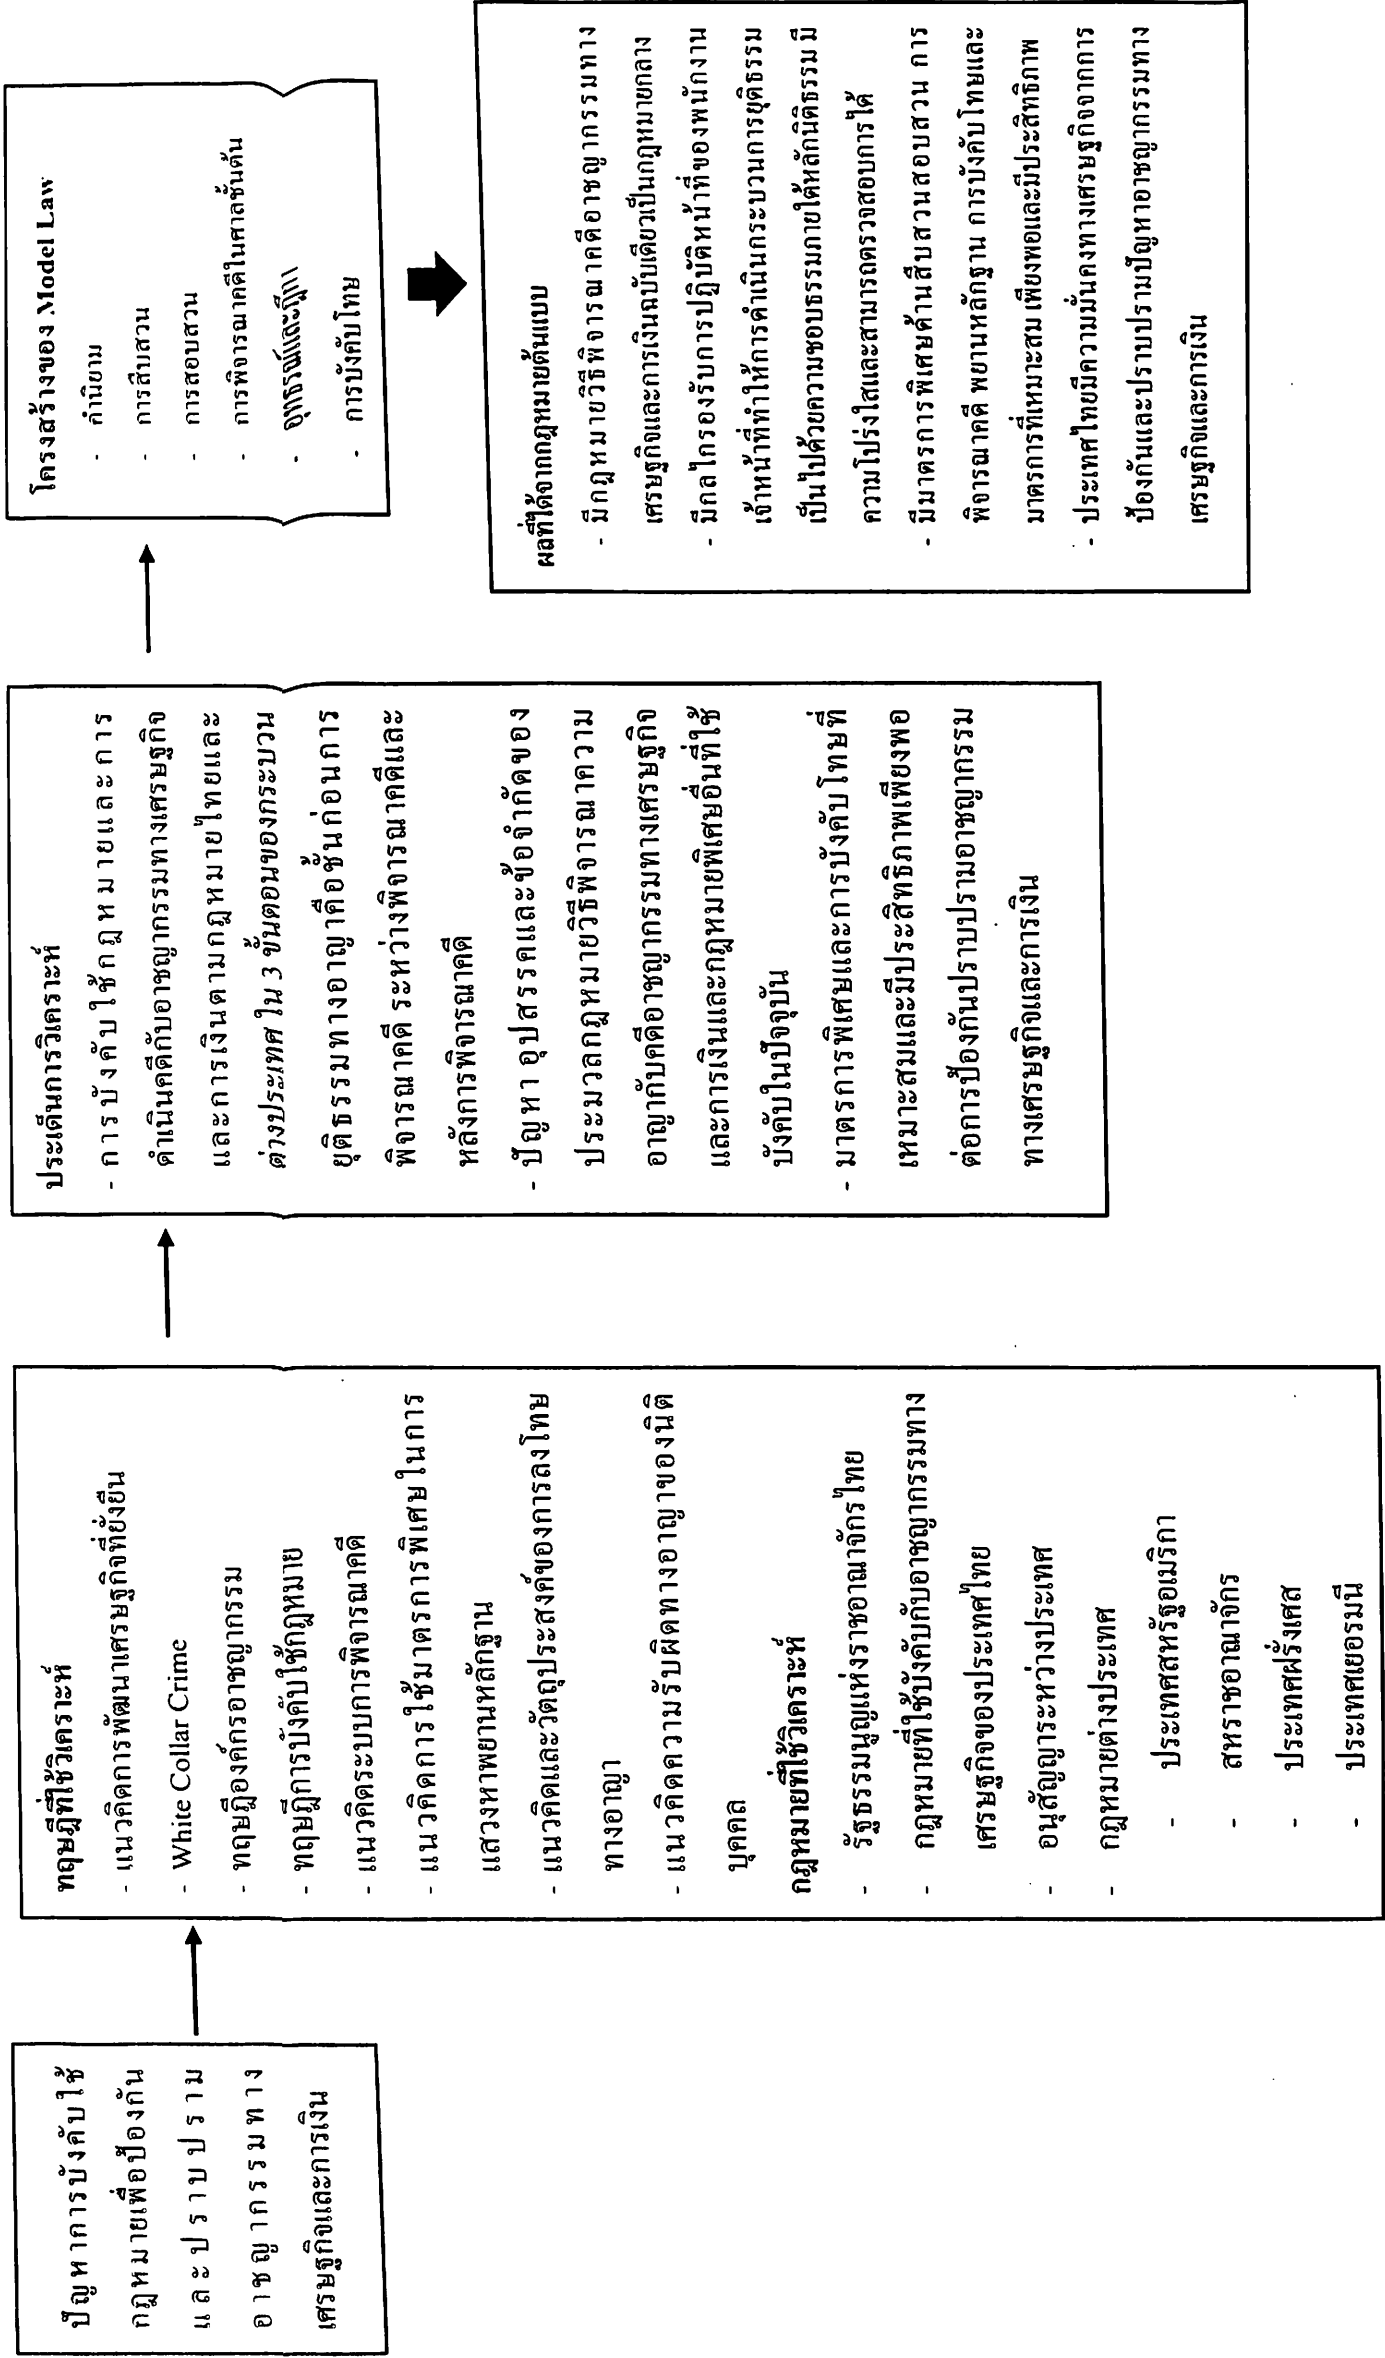 ปัญหาการบังคับใช้
กฎหมายเพื่อป้องกัน
และปราบปราม
อาชญากรรมทาง
เศรษฐกิจและการเงิน
ทฤษฎีที่ใช้วิเคราะห์
- แนวคิดการพัฒนาเศรษฐกิจที่ยั่งยืน
- White Collar Crime
- ทฤษฎีองค์กรอาชญากรรม
- ทฤษฎีการบังคับใช้กฎหมาย
- แนวคิดระบบการพิจารณาคดี
- แนวคิดการใช้มาตรการพิเศษในการ
แสวงหาพยานหลักฐาน
- แนวคิดและวัตถุประสงค์ของการลงโทษ
ทางอาญา
- แนวคิดความรับผิดทางอาญาของนิติ
บุคคล
กฎหมายที่ใช้วิเคราะห์
- รัฐธรรมนูญแห่งราชอาณาจักรไทย
- กฎหมายที่ใช้บังคับกับอาชญากรรมทาง
เศรษฐกิจของประเทศไทย
- อนุสัญญาระหว่างประเทศ
- กฎหมายต่างประเทศ
- ประเทศสหรัฐอเมริกา
- สหราชอาณาจักร
- ประเทศฝรั่งเศส
- ประเทศเยอรมนี
ประเด็นการวิเคราะห์
- การบังคับใช้กฎหมายและการ
ดำเนินคดีกับอาชญากรรมทางเศรษฐกิจ
และการเงินตามกฎหมายไทยและ
ต่างประเทศ ใน 3 ขั้นตอนของกระบวน
ยุติธรรมทางอาญาคือชั้นก่อนการ
พิจารณาคดี ระหว่างพิจารณาคดีและ
หลังการพิจารณาคดี
- ปัญหา อุปสรรคและข้อจำกัดของ
ประมวลกฎหมายวิธีพิจารณาความ
อาญากับคดีอาชญากรรมทางเศรษฐกิจ
และการเงินและกฎหมายพิเศษอื่นที่ใช้
บังคับในปัจจุบัน
- มาตรการพิเศษและการบังคับโทษที่
เหมาะสมและมีประสิทธิภาพเพียงพอ
ต่อการป้องกันปราบปรามอาชญากรรม
ทางเศรษฐกิจและการเงิน
โครงสร้างของ Model Law
- คำนิยาม
- การสืบสวน
- การสอบสวน
- การพิจารณาคดีในศาลชั้นต้น
- อุทธรณ์และฎีกา
- การบังคับโทษ
ผลที่ได้จากกฎหมายต้นแบบ
- มีกฎหมายวิธีพิจารณาคดีอาชญากรรมทาง
เศรษฐกิจและการเงินฉบับเดียวเป็นกฎหมายกลาง
- มีกลไกรองรับการปฏิบัติหน้าที่ของพนักงาน
เจ้าหน้าที่ทำให้การดำเนินกระบวนการยุติธรรม
เป็นไปด้วยความชอบธรรมภายใต้หลักนิติธรรม มี
ความโปร่งใสและสามารถตรวจสอบการได้
- มีมาตรการพิเศษด้านสืบสวนสอบสวน การ
พิจารณาคดี พยานหลักฐาน การบังคับโทษและ
มาตรการที่เหมาะสม เพียงพอและมีประสิทธิภาพ
- ประเทศไทยมีความมั่นคงทางเศรษฐกิจจากการ
ป้องกันและปราบปรามปัญหาอาชญากรรมทาง
เศรษฐกิจและการเงิน